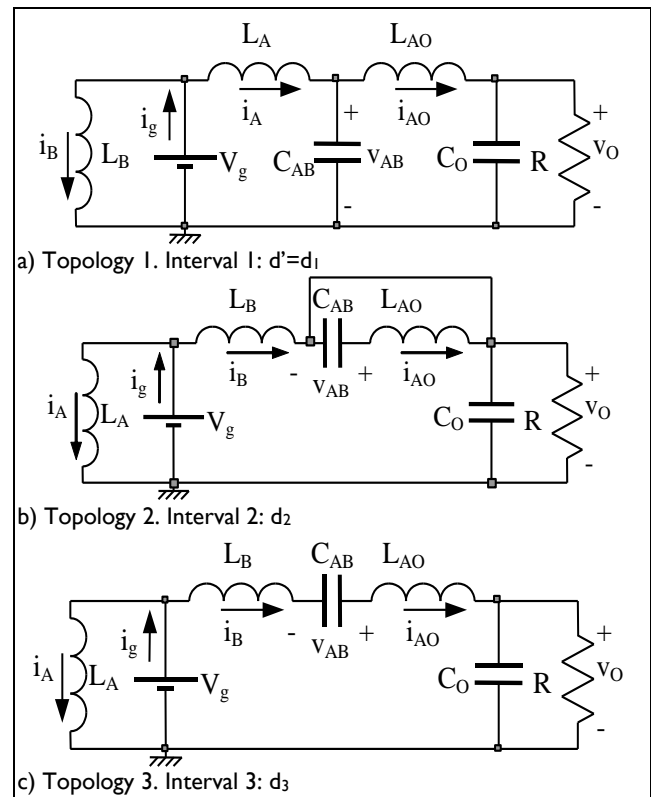 L_A L_AO
i_A + i_AO +
i_g
i_B L_B V_g C_AB v_AB C_O R v_O
- -
a) Topology 1. Interval 1: d'=d₁
L_B C_AB L_AO
i_B - v_AB + i_AO +
i_g
i_A L_A V_g C_O R v_O
-
b) Topology 2. Interval 2: d₂
L_B C_AB L_AO
i_B - v_AB + i_AO +
i_g
i_A L_A V_g C_O R v_O
-
c) Topology 3. Interval 3: d₃